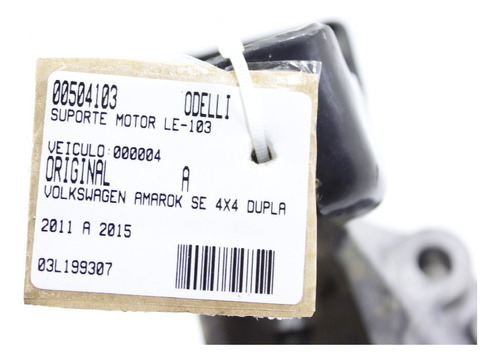 00504103 ODELLI
SUPORTE MOTOR LE-103
VEICULO:000004
ORIGINAL A
VOLKSWAGEN AMAROK SE 4X4 DUPLA
2011 A 2015
03L199307